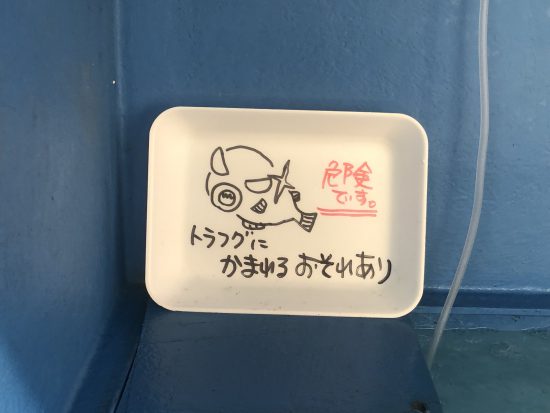 危険
です。
トラフグに
かまれるおそれあり